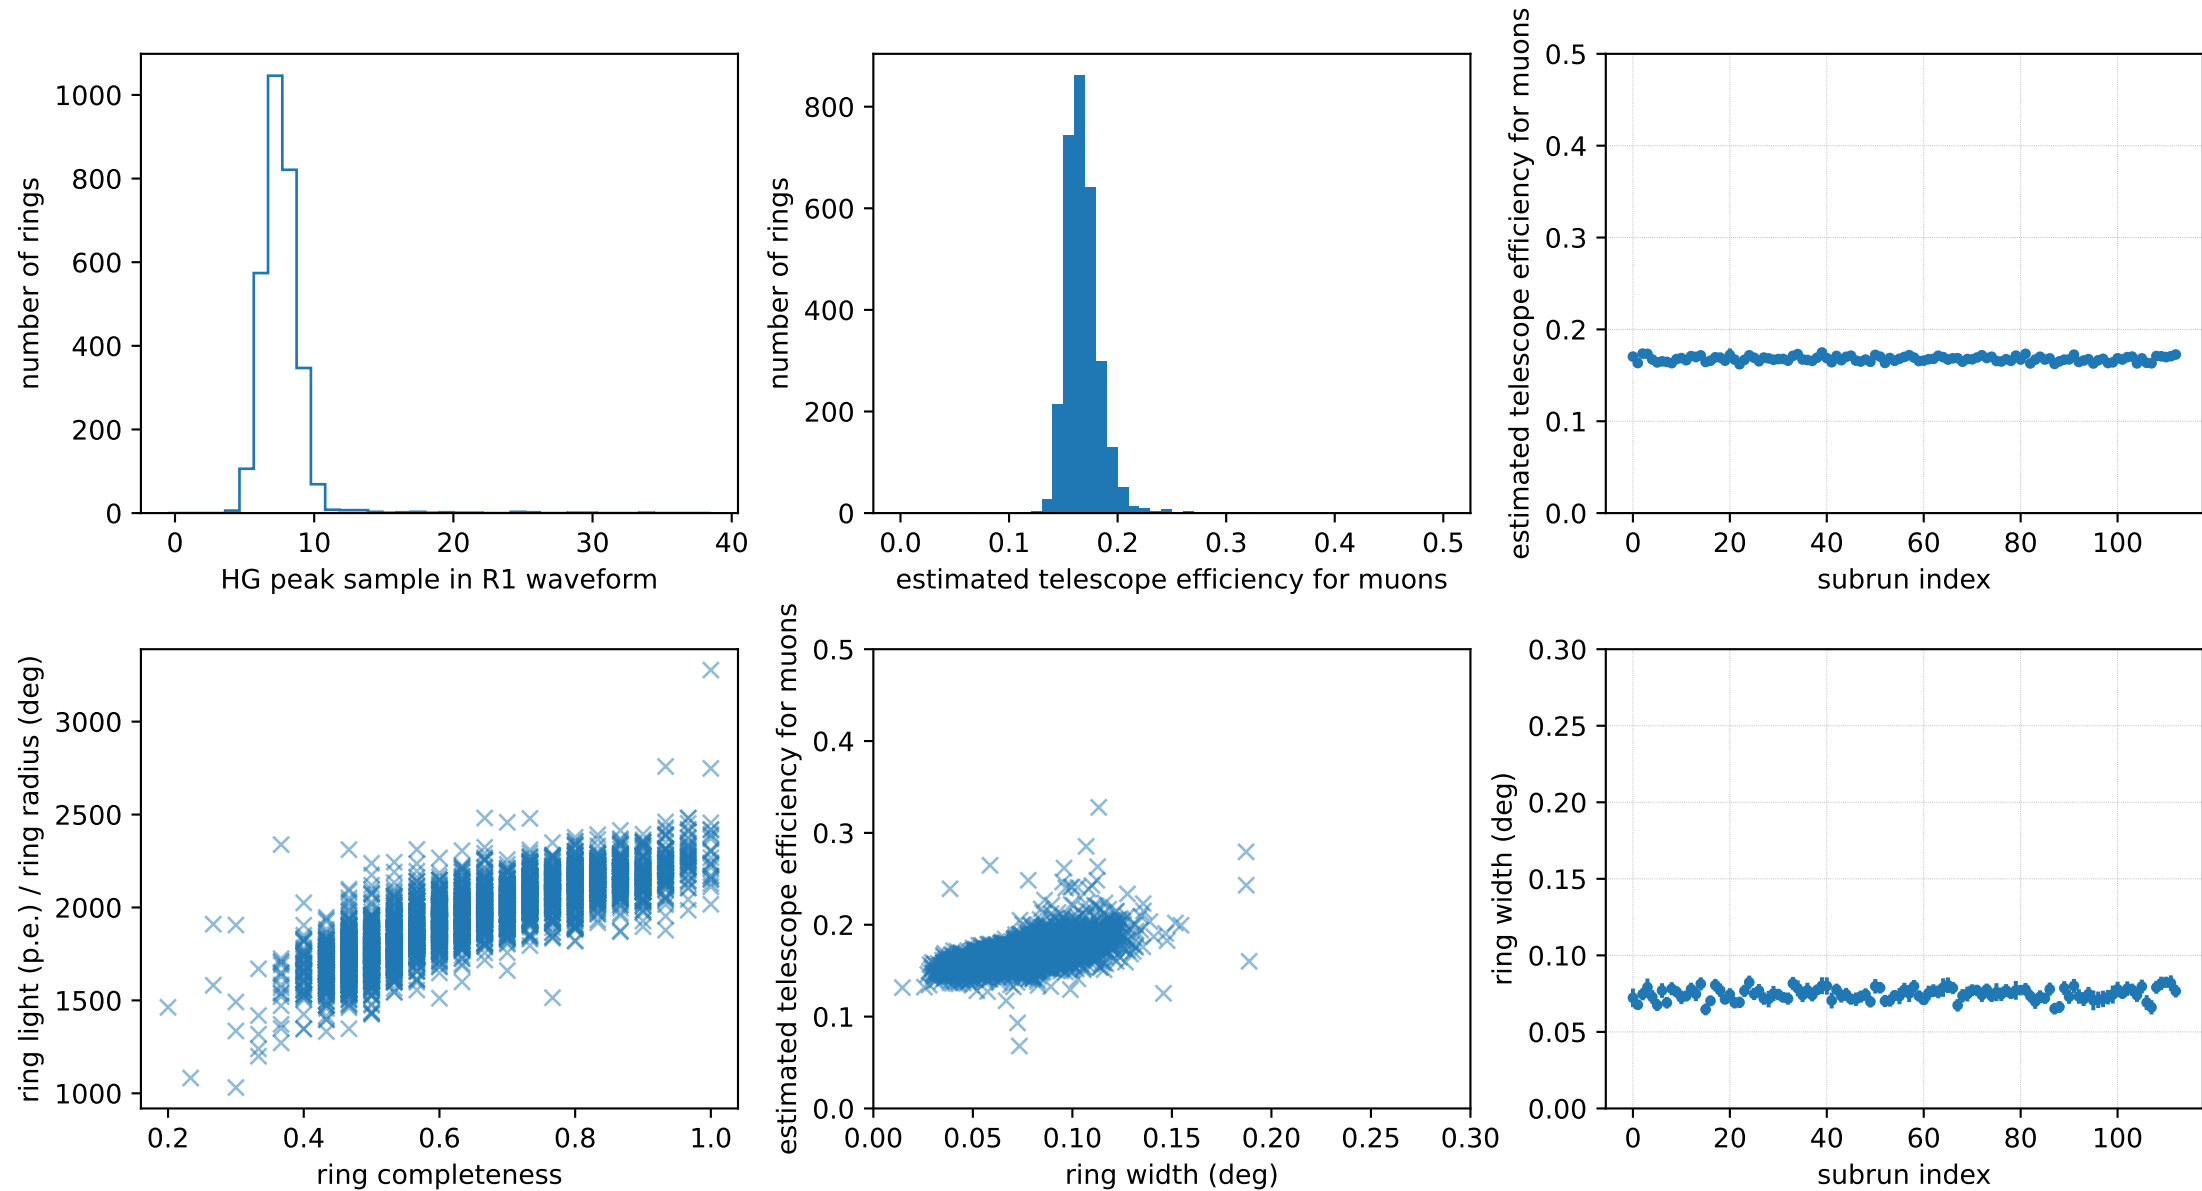 number of rings
1000
800
600
400
200
0
0 10 20 30 40
HG peak sample in R1 waveform
number of rings
800
600
400
200
0
0.0 0.1 0.2 0.3 0.4 0.5
estimated telescope efficiency for muons
estimated telescope efficiency for muons
0.5
0.4
0.3
0.2
0.1
0.0
0 20 40 60 80 100
subrun index
ring light (p.e.) / ring radius (deg)
3000
2500
2000
1500
1000
0.2 0.4 0.6 0.8 1.0
ring completeness
estimated telescope efficiency for muons
0.5
0.4
0.3
0.2
0.1
0.0
0.00 0.05 0.10 0.15 0.20 0.25 0.30
ring width (deg)
ring width (deg)
0.30
0.25
0.20
0.15
0.10
0.05
0.00
0 20 40 60 80 100
subrun index